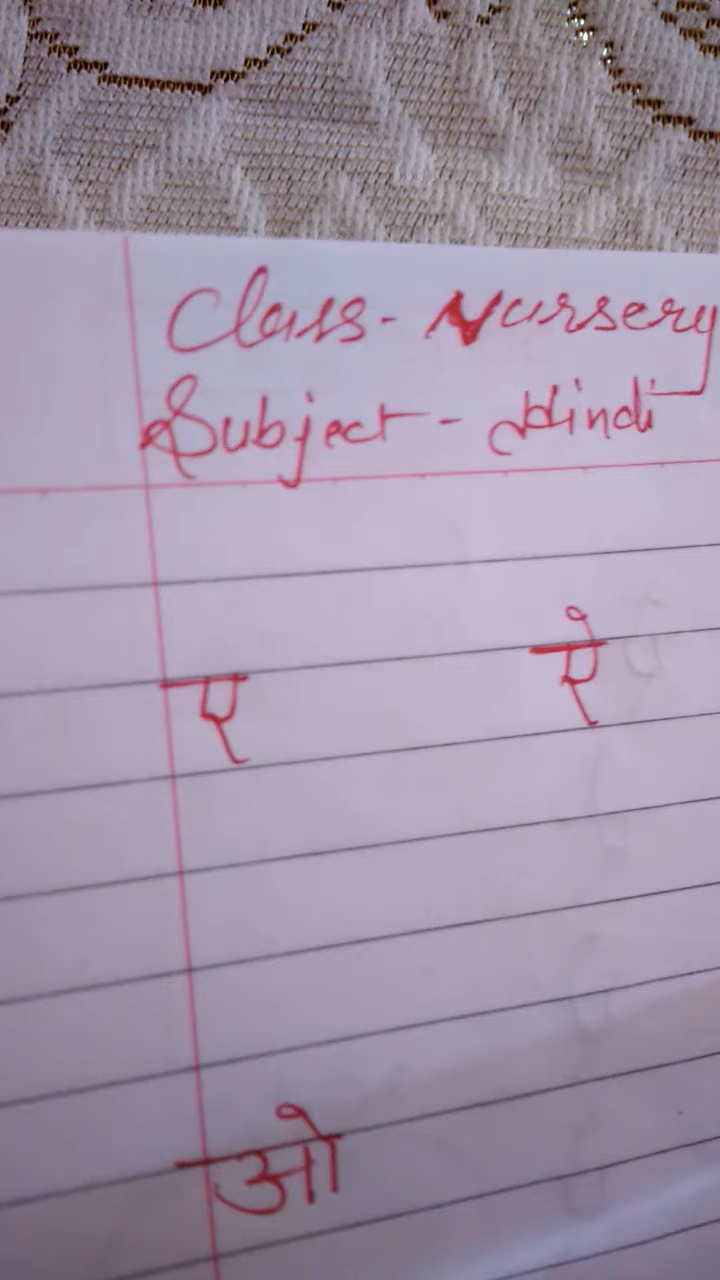 Class - Nursery
Subject - Hindi
ए ऐ
ओ